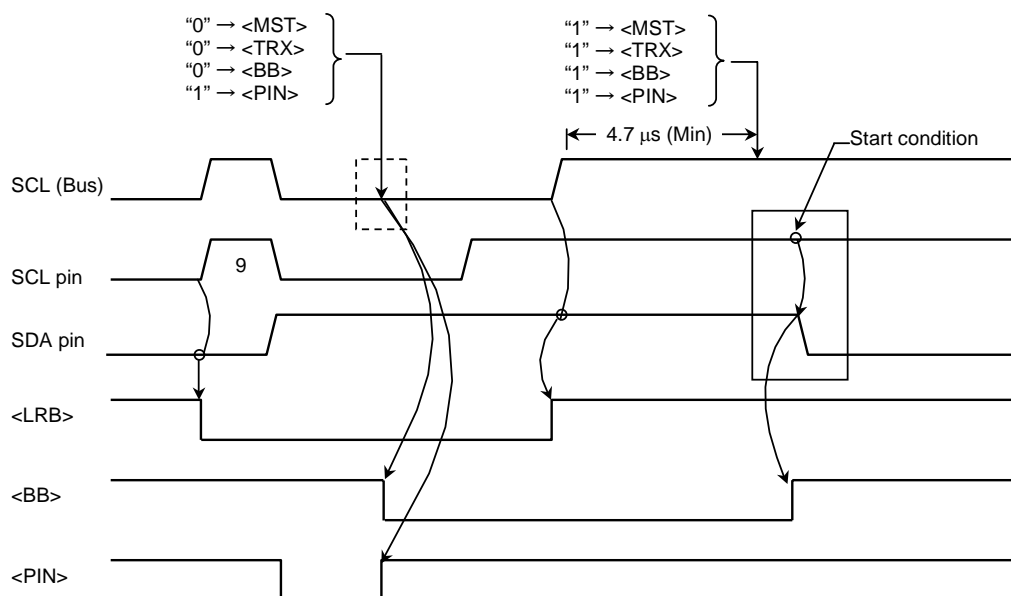 “0” → <MST>
“0” → <TRX>
“0” → <BB>
“1” → <PIN>
“1” → <MST>
“1” → <TRX>
“1” → <BB>
“1” → <PIN>
4.7 μs (Min)
Start condition
SCL (Bus)
SCL pin
9
SDA pin
<LRB>
<BB>
<PIN>